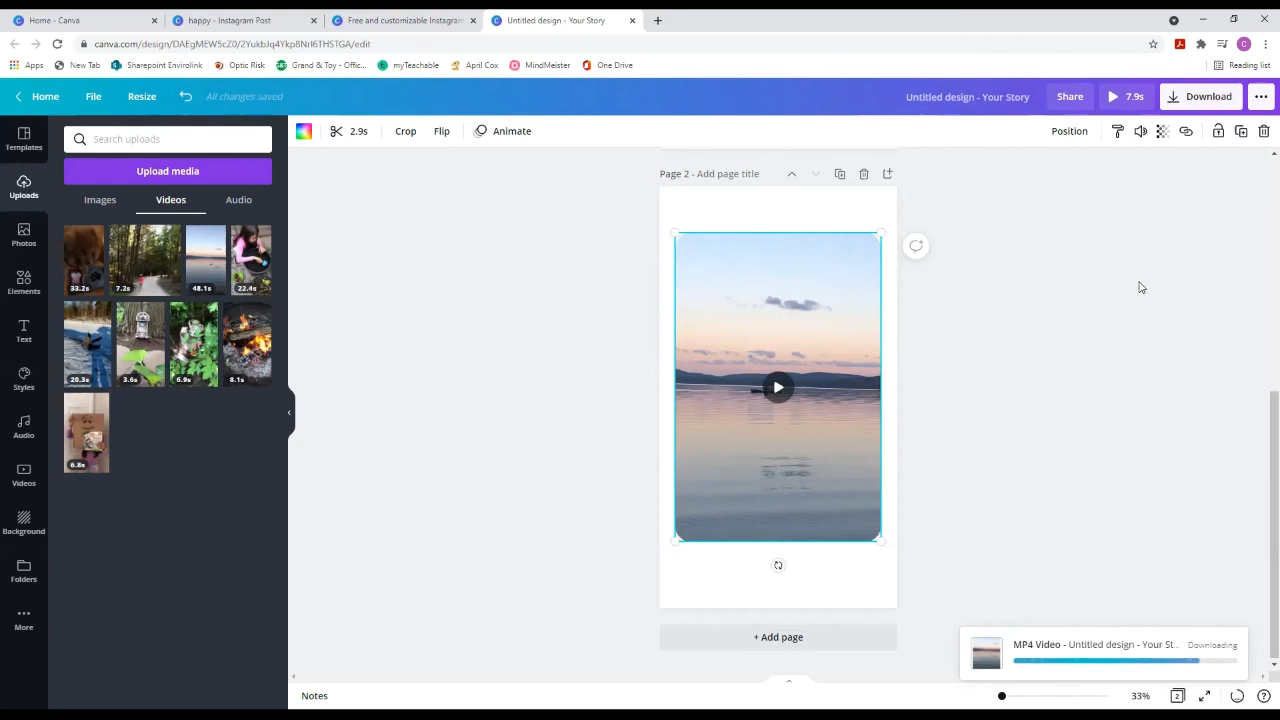 Home - Canva
happy - Instagram Post
Free and customizable Instagram
Untitled design - Your Story
canva.com/design/DAEgMEW5cZ0/2YukbJq4Ykp8NrI6THSTGA/edit
Apps
New Tab
Sharepoint Envirolink
Optic Risk
Grand & Toy - Offic...
myTeachable
April Cox
MindMeister
One Drive
Reading list
Home
File
Resize
All changes saved
Untitled design - Your Story
Share
7.9s
Download
2.9s
Crop
Flip
Animate
Position
Templates
Uploads
Photos
Elements
Text
Styles
Audio
Videos
Background
Folders
More
Search uploads
Upload media
Images
Videos
Audio
33.2s
7.2s
48.1s
22.4s
20.3s
3.6s
6.9s
8.1s
6.8s
Page 2 - Add page title
+ Add page
MP4 Video - Untitled design - Your St...
Downloading
Notes
33%
2